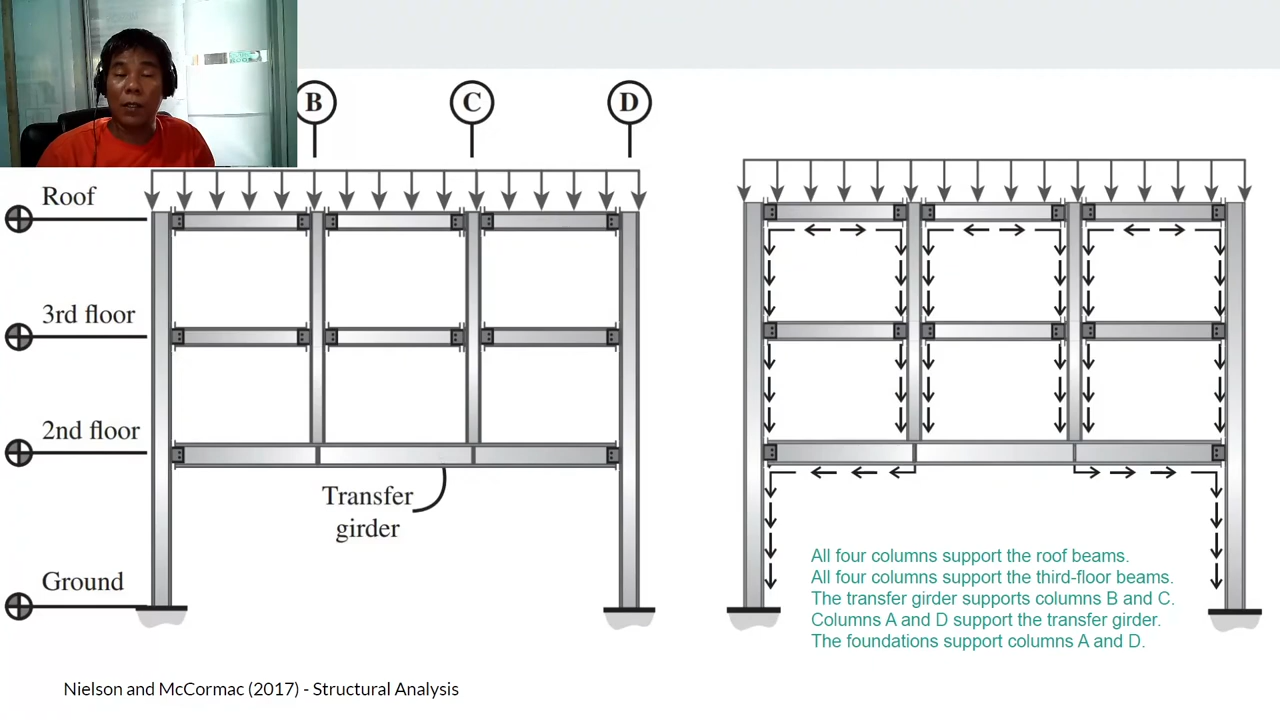 B
C
D
Roof
3rd floor
2nd floor
Transfer
girder
Ground
All four columns support the roof beams.
All four columns support the third-floor beams.
The transfer girder supports columns B and C.
Columns A and D support the transfer girder.
The foundations support columns A and D.
Nielson and McCormac (2017) - Structural Analysis